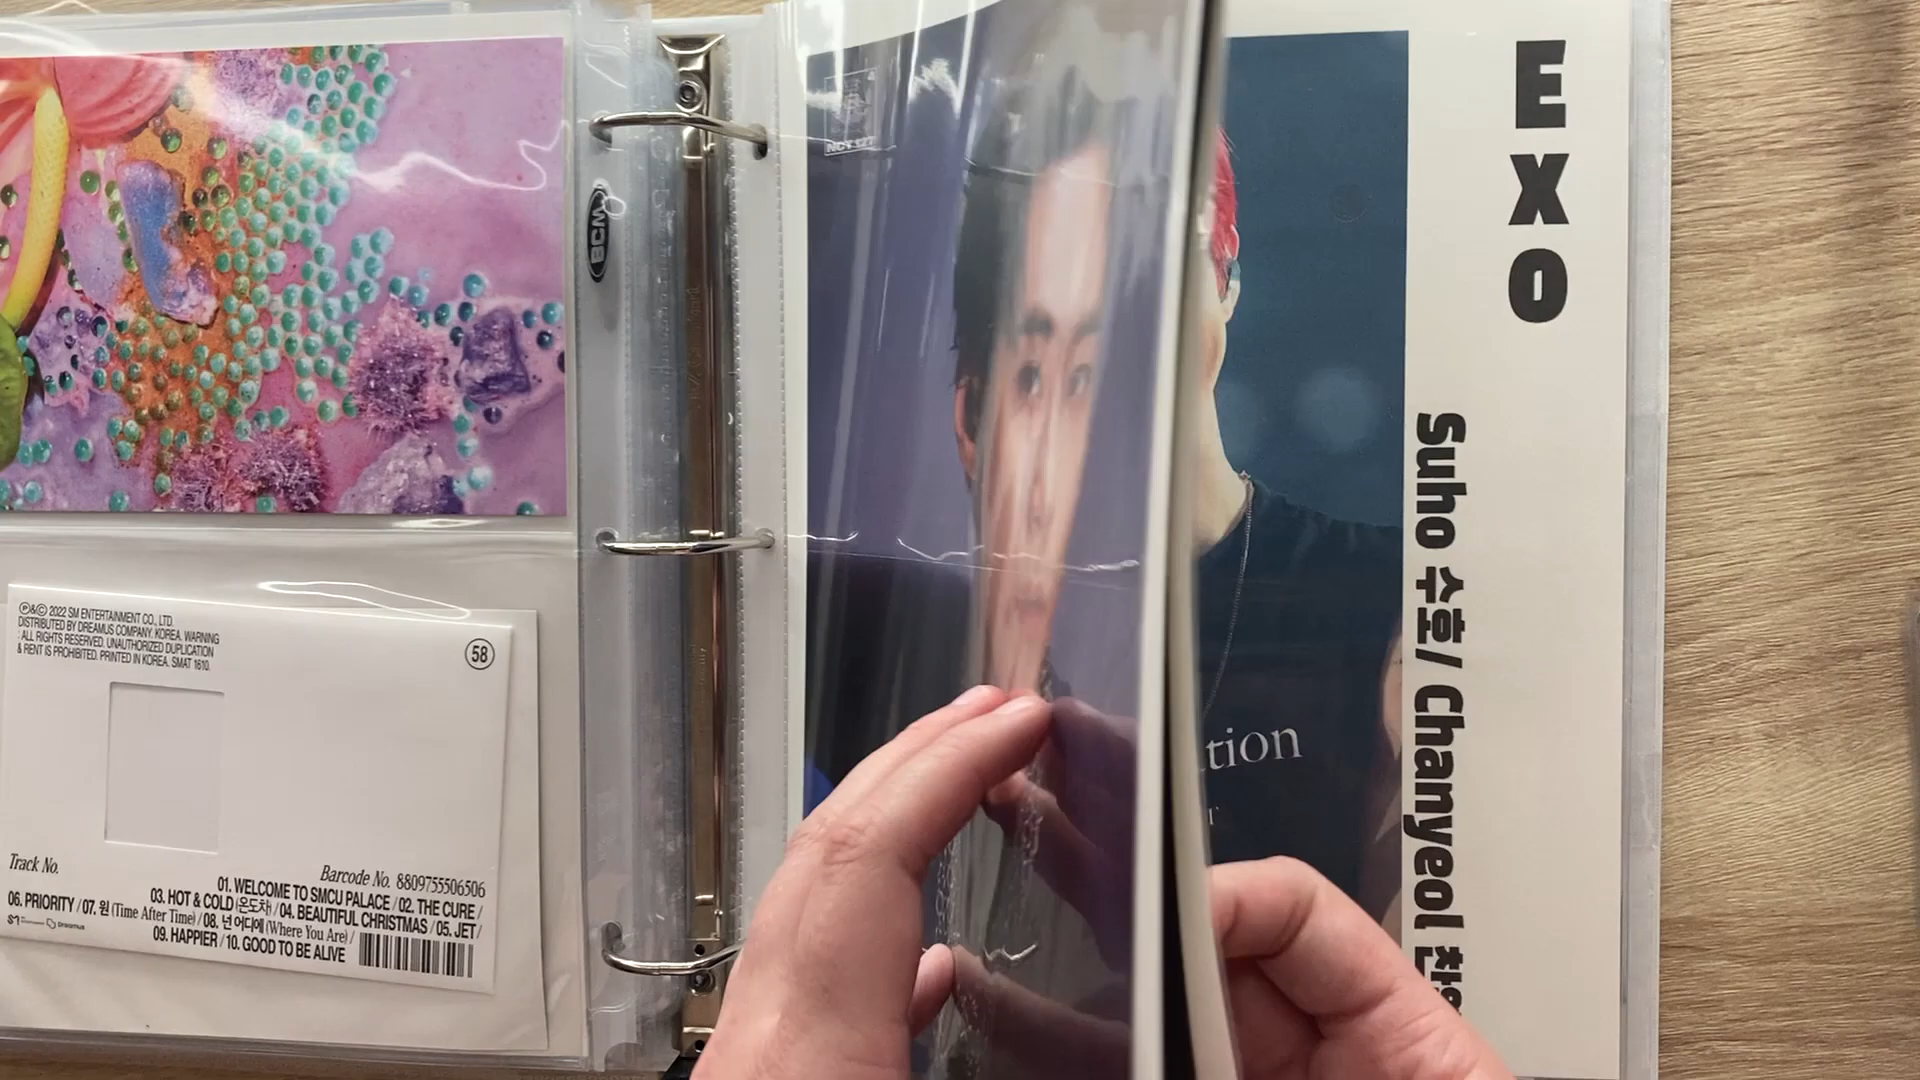 BCW
NCT 127
EXO
Suho 수호 / Chanyeol 찬열
tion
Ⓟ&Ⓒ 2022 SM ENTERTAINMENT CO., LTD.
DISTRIBUTED BY DREAMUS COMPANY. KOREA. WARNING
: ALL RIGHTS RESERVED. UNAUTHORIZED DUPLICATION
& RENT IS PROHIBITED. PRINTED IN KOREA. SMAT 1610.
58
Track No.
Barcode No. 8809755506506
01. WELCOME TO SMCU PALACE / 02. THE CURE /
03. HOT & COLD (온도차) / 04. BEAUTIFUL CHRISTMAS / 05. JET /
06. PRIORITY / 07. 원 (Time After Time) / 08. 넌 어디에 (Where You Are) /
09. HAPPIER / 10. GOOD TO BE ALIVE